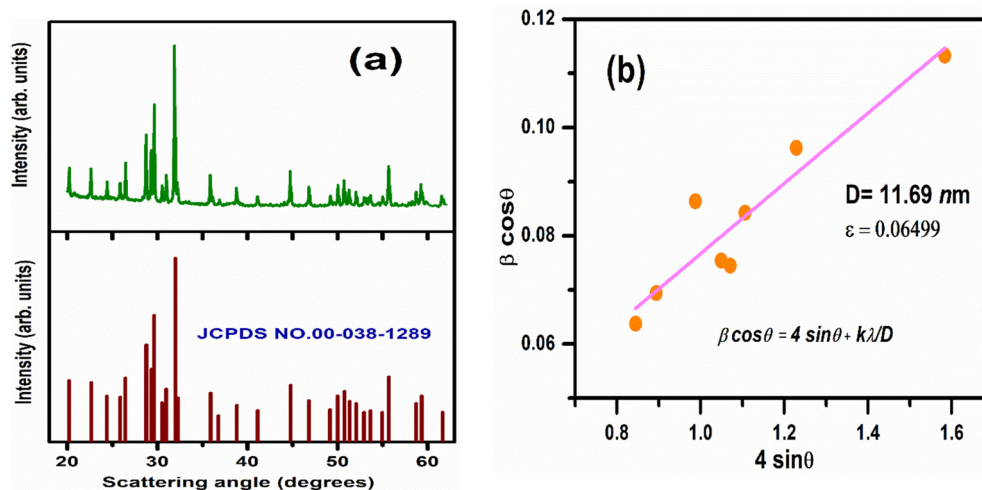 (a)
Intensity (arb. units)
JCPDS NO.00-038-1289
Intensity (arb. units)
20 30 40 50 60
Scattering angle (degrees)
(b)
0.12
0.10
0.08
0.06
β cosθ
D= 11.69 nm
ε = 0.06499
β cosθ = 4 sinθ + kλ/D
0.8 1.0 1.2 1.4 1.6
4 sinθ